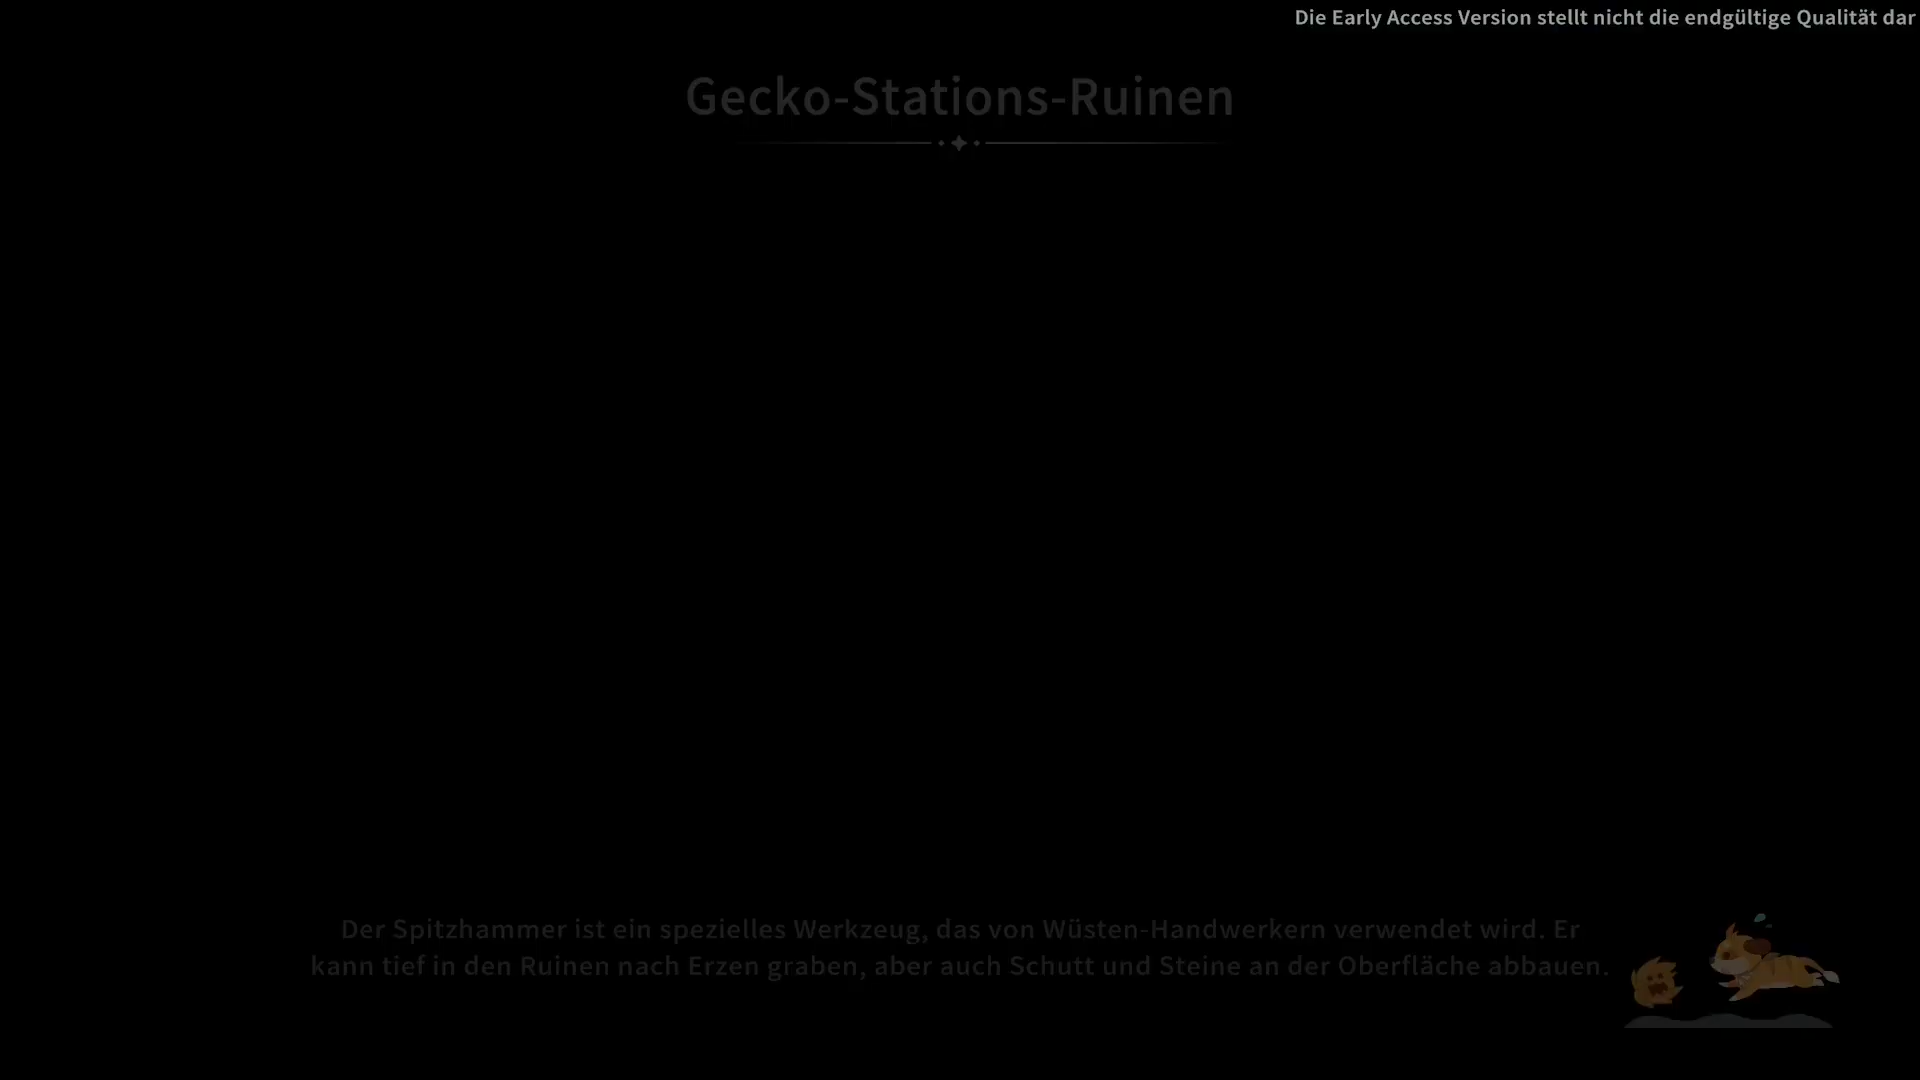 Die Early Access Version stellt nicht die endgültige Qualität dar
Gecko-Stations-Ruinen
Der Spitzhammer ist ein spezielles Werkzeug, das von Wüsten-Handwerkern verwendet wird. Er
kann tief in den Ruinen nach Erzen graben, aber auch Schutt und Steine an der Oberfläche abbauen.